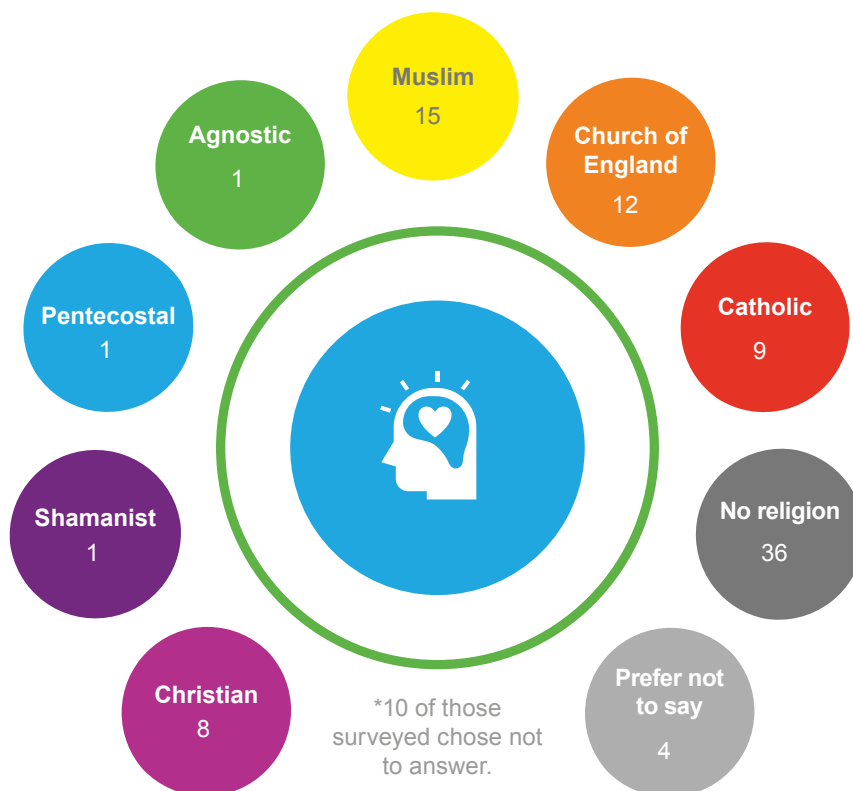 Muslim
15
Church of
England
12
Catholic
9
No religion
36
Prefer not
to say
4
*10 of those
surveyed chose not
to answer.
Christian
8
Shamanist
1
Pentecostal
1
Agnostic
1